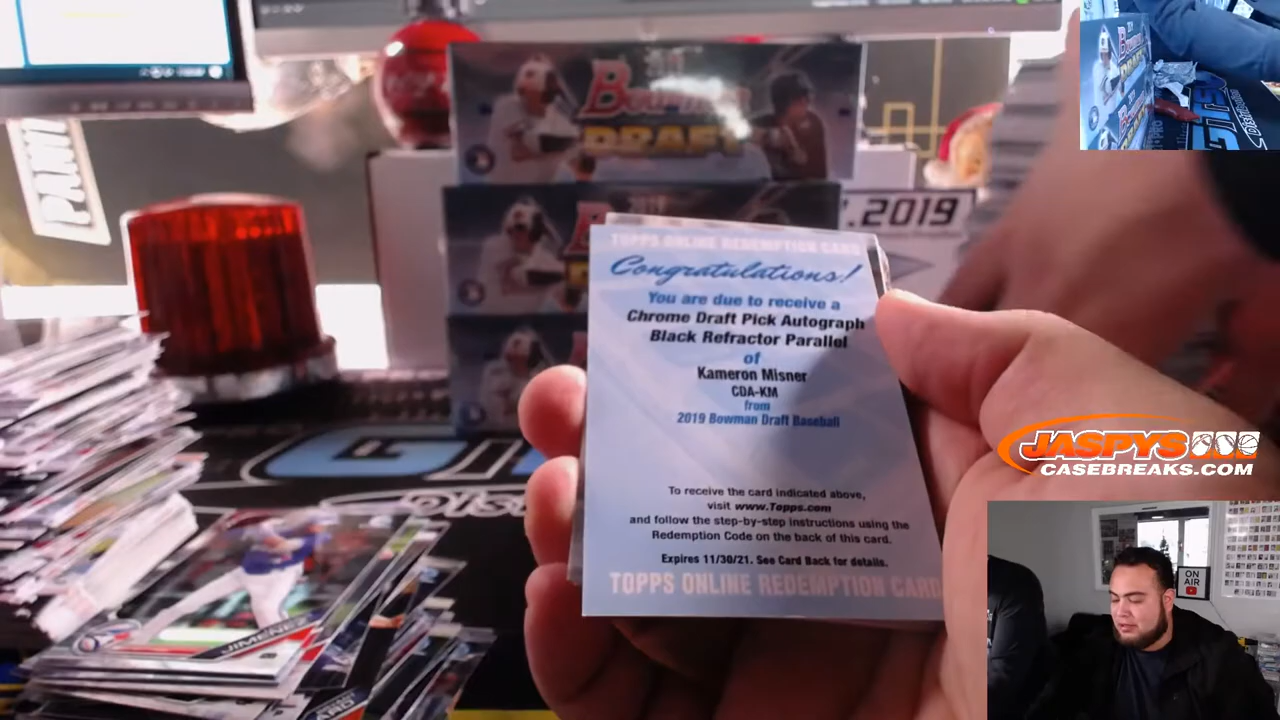 Bowman
DRAFT
PANINI
.2019
TOPPS ONLINE REDEMPTION CARD
Congratulations!
You are due to receive a
Chrome Draft Pick Autograph
Black Refractor Parallel
of
Kameron Misner
CDA-KM
from
2019 Bowman Draft Baseball
To receive the card indicated above,
visit www.Topps.com
and follow the step-by-step instructions using the
Redemption Code on the back of this card.
Expires 11/30/21. See Card Back for details.
TOPPS ONLINE REDEMPTION CARD
JIMENEZ
JASPYS
CASEBREAKS.COM
ON
AIR